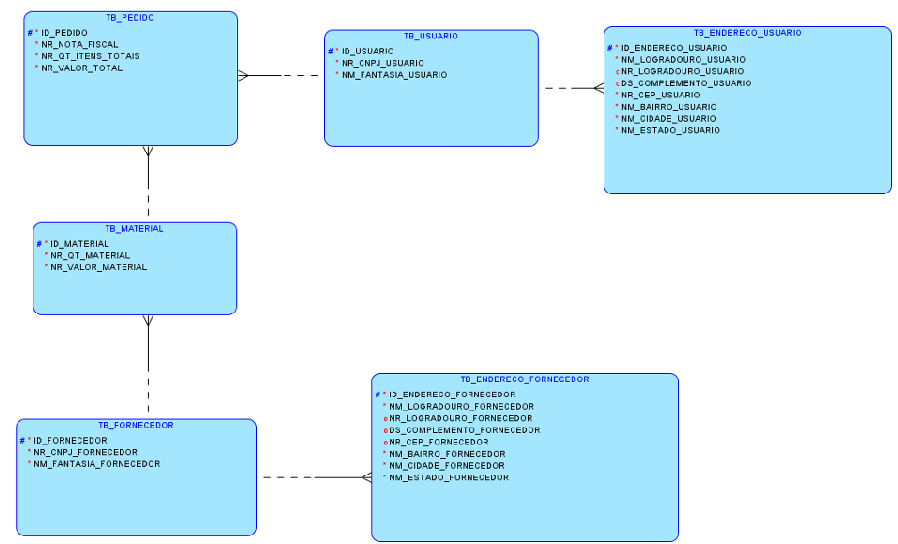 TB_PEDIDO
# * ID_PEDIDO
* NR_NOTA_FISCAL
* NR_QT_ITENS_TOTAIS
* NR_VALOR_TOTAL
TB_USUARIO
# * ID_USUARIO
* NR_CNPJ_USUARIO
* NM_FANTASIA_USUARIO
TB_ENDERECO_USUARIO
# * ID_ENDERECO_USUARIO
* NM_LOGRADOURO_USUARIO
o NR_LOGRADOURO_USUARIO
o DS_COMPLEMENTO_USUARIO
* NR_CEP_USUARIO
* NM_BAIRRO_USUARIO
* NM_CIDADE_USUARIO
* NM_ESTADO_USUARIO
TB_MATERIAL
# * ID_MATERIAL
* NR_QT_MATERIAL
* NR_VALOR_MATERIAL
TB_FORNECEDOR
# * ID_FORNECEDOR
* NR_CNPJ_FORNECEDOR
* NM_FANTASIA_FORNECEDOR
TB_ENDERECO_FORNECEDOR
# * ID_ENDERECO_FORNECEDOR
* NM_LOGRADOURO_FORNECEDOR
o NR_LOGRADOURO_FORNECEDOR
o DS_COMPLEMENTO_FORNECEDOR
o NR_CEP_FORNECEDOR
* NM_BAIRRO_FORNECEDOR
* NM_CIDADE_FORNECEDOR
* NM_ESTADO_FORNECEDOR